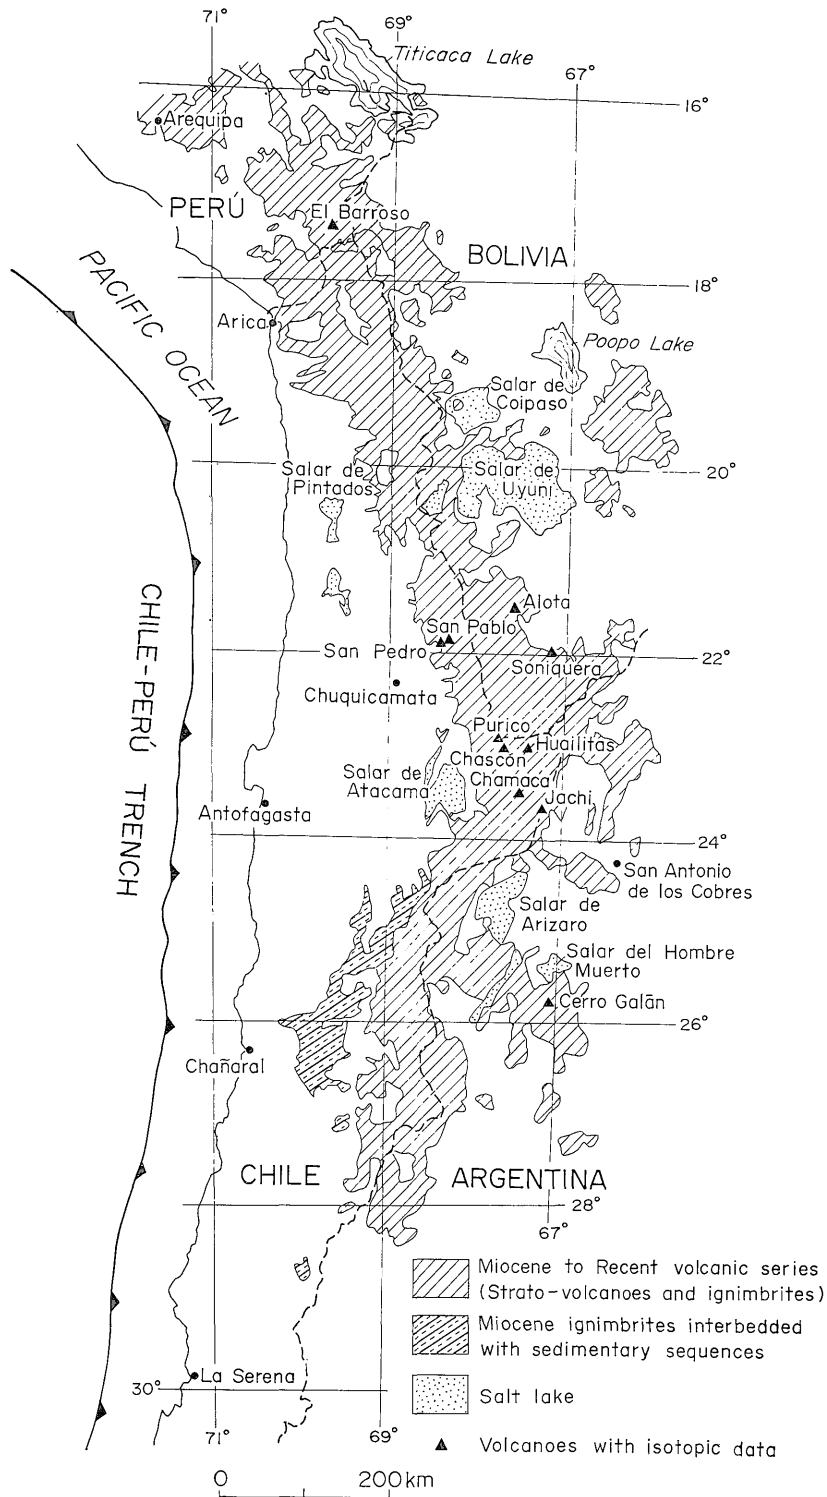 71°
69°
Titicaca Lake
67°
16°
Arequipa
PERÚ
El Barroso
BOLIVIA
PACIFIC OCEAN
18°
Arica
Poopo Lake
Salar de
Coipaso
Salar de
Pintados
Salar de
Uyuni
20°
CHILE-PERÚ TRENCH
Alota
San Pablo
San Pedro
22°
Soniquera
Chuquicamata
Purico
Huailitas
Chascón
Chamaca
Salar de
Atacama
Jachi
Antofagasta
24°
San Antonio
de los Cobres
Salar de
Arizaro
Salar del Hombre
Muerto
Cerro Galán
26°
Chañaral
CHILE
ARGENTINA
28°
67°
Miocene to Recent volcanic series
(Strato-volcanoes and ignimbrites)
Miocene ignimbrites interbedded
with sedimentary sequences
La Serena
30°
Salt lake
71°
69°
Volcanoes with isotopic data
0 200km